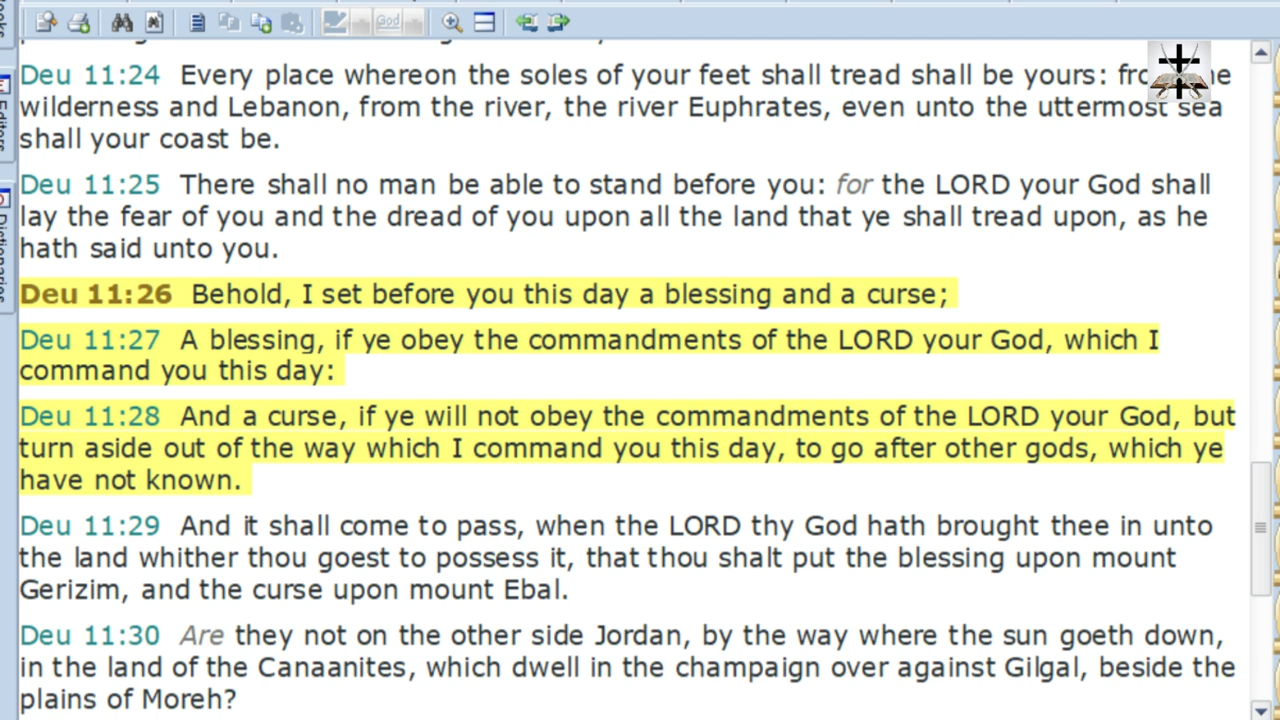 God
Deu 11:24 Every place whereon the soles of your feet shall tread shall be yours: from the
wilderness and Lebanon, from the river, the river Euphrates, even unto the uttermost sea
shall your coast be.
Deu 11:25 There shall no man be able to stand before you: for the LORD your God shall
lay the fear of you and the dread of you upon all the land that ye shall tread upon, as he
hath said unto you.
Deu 11:26 Behold, I set before you this day a blessing and a curse;
Deu 11:27 A blessing, if ye obey the commandments of the LORD your God, which I
command you this day:
Deu 11:28 And a curse, if ye will not obey the commandments of the LORD your God, but
turn aside out of the way which I command you this day, to go after other gods, which ye
have not known.
Deu 11:29 And it shall come to pass, when the LORD thy God hath brought thee in unto
the land whither thou goest to possess it, that thou shalt put the blessing upon mount
Gerizim, and the curse upon mount Ebal.
Deu 11:30 Are they not on the other side Jordan, by the way where the sun goeth down,
in the land of the Canaanites, which dwell in the champaign over against Gilgal, beside the
plains of Moreh?
Editors
Dictionaries